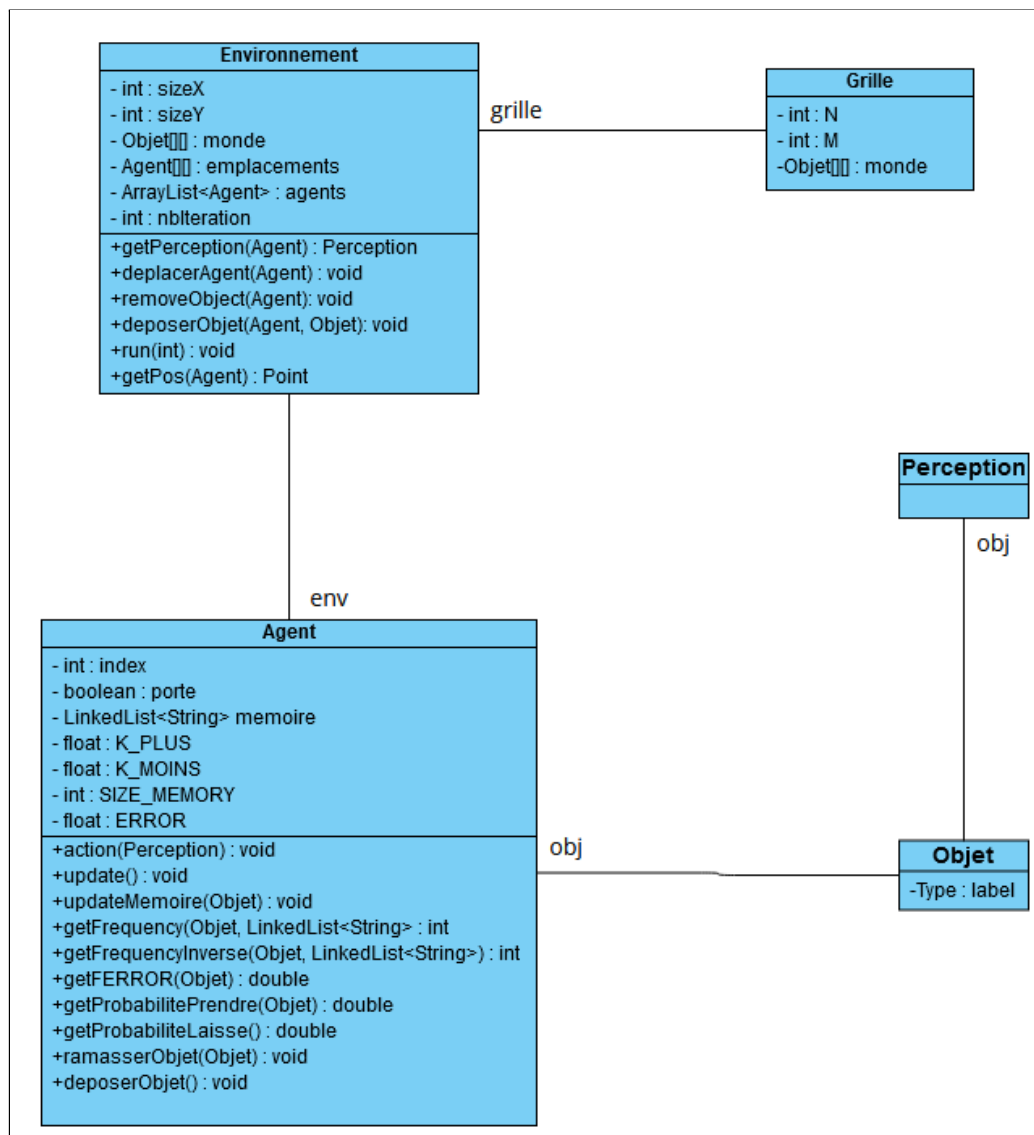 Environnement
- int : sizeX
- int : sizeY
- Objet[][] : monde
- Agent[][] : emplacements
- ArrayList<Agent> : agents
- int : nbIteration
+getPerception(Agent) : Perception
+deplacerAgent(Agent) : void
+removeObject(Agent): void
+deposerObjet(Agent, Objet): void
+run(int) : void
+getPos(Agent) : Point
grille
Grille
- int : N
- int : M
-Objet[][] : monde
Perception
obj
env
Agent
- int : index
- boolean : porte
- LinkedList<String> memoire
- float : K_PLUS
- float : K_MOINS
- int : SIZE_MEMORY
- float : ERROR
+action(Perception) : void
+update() : void
+updateMemoire(Objet) : void
+getFrequency(Objet, LinkedList<String> : int
+getFrequencyInverse(Objet, LinkedList<String>) : int
+getFERROR(Objet) : double
+getProbabilitePrendre(Objet) : double
+getProbabiliteLaisse() : double
+ramasserObjet(Objet) : void
+deposerObjet() : void
obj
Objet
-Type : label